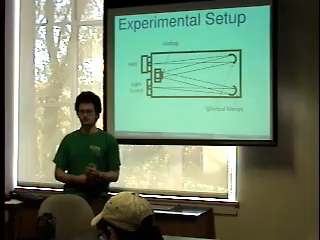 Experimental Setup
Grating
Light
Source
Spherical Mirrors